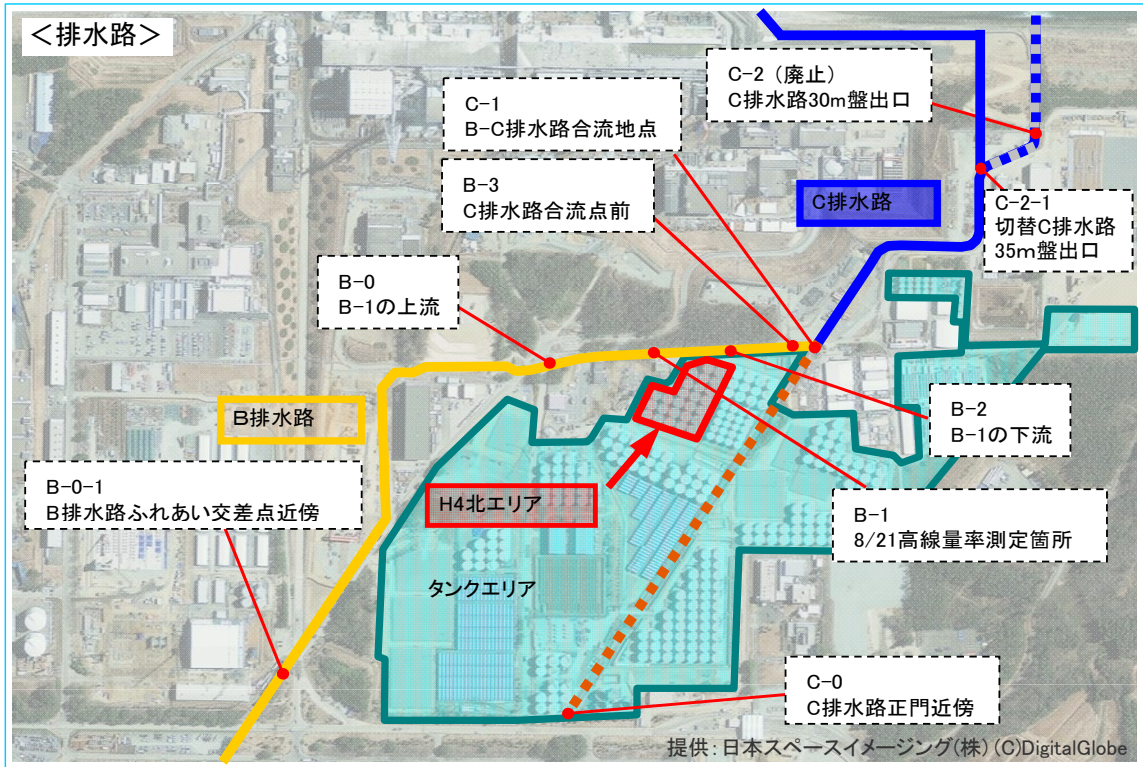 ＜排水路＞
C-2（廃止）
C排水路30m盤出口
C-1
B-C排水路合流地点
B-3
C排水路合流点前
C排水路
C-2-1
切替C排水路
35m盤出口
B-0
B-1の上流
B排水路
B-2
B-1の下流
B-0-1
B排水路ふれあい交差点近傍
H4北エリア
B-1
8/21高線量率測定箇所
タンクエリア
C-0
C排水路正門近傍
提供：日本スペースイメージング(株) (C)DigitalGlobe